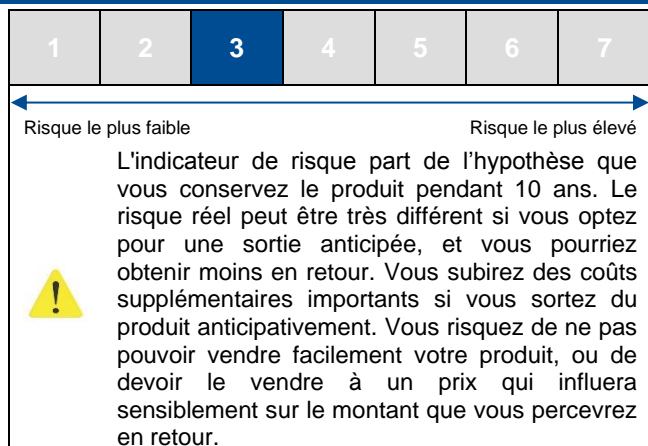 1 2 3 4 5 6 7
Risque le plus faible Risque le plus élevé
L'indicateur de risque part de l’hypothèse que
vous conservez le produit pendant 10 ans. Le
risque réel peut être très différent si vous optez
pour une sortie anticipée, et vous pourriez
obtenir moins en retour. Vous subirez des coûts
supplémentaires importants si vous sortez du
produit anticipativement. Vous risquez de ne pas
pouvoir vendre facilement votre produit, ou de
devoir le vendre à un prix qui influera
sensiblement sur le montant que vous percevrez
en retour.